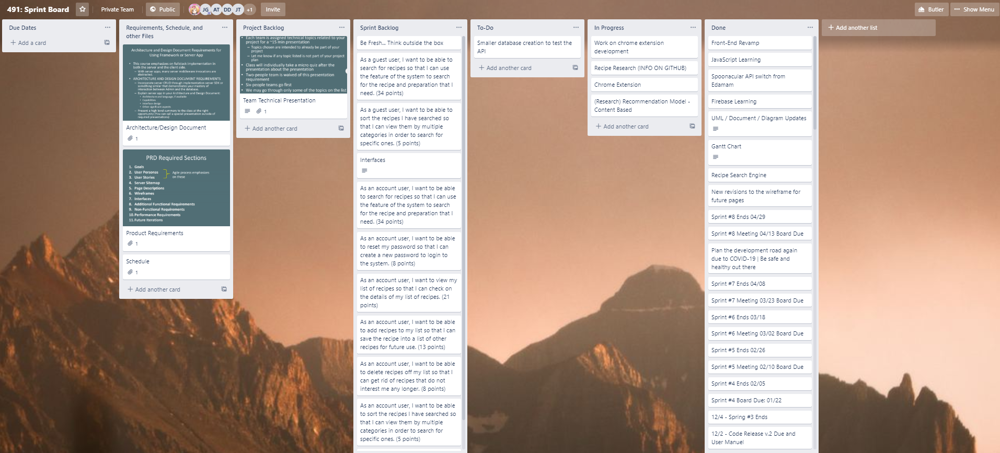 491: Sprint Board
Private Team
Public
JG
AT
DD
JT
+1
Invite
Butler
Show Menu
Due Dates
+ Add a card
Requirements, Schedule, and
other Files
Architecture and Design Document Requirements for
Using Framework or Server App
• This course emphasizes on fullstack implementation in
both the server and the client side.
– With server apps, many server middleware invocations are
abstracted.
• ARCHITECTURE AND DESIGN DOCUMENT REQUIREMENTS
– Incorporate server CRUD through implementation server SDK or
something similar that demonstrates your mastery of
interaction between Admin and the database.
– Explain server app in your Architecture and Design Document:
• Architecture and language, if available
• Capabilities
• Interface design
• Other significant aspects
– Present a high level summary to the class at the right
opportunity (You can call a special presentation outside of
required presentations)
Architecture/Design Document
1
PRD Required Sections
1. Goals
2. User Personas
3. User Stories
Agile process emphasizes
on these
4. Server Sitemap
5. Page Descriptions
6. Wireframes
7. Interfaces
8. Additional Functional Requirements
9. Non-Functional Requirements
10. Performance Requirements
11. Future Iterations
Product Requirements
1
Schedule
1
+ Add another card
Project Backlog
• Each team is assigned technical topics related to your
project for a ~15 min presentation
– Topics chosen are intended to already be part of your
project
– Let me know if any topic listed is not part of your project
plan
• Class will individually take a micro quiz after the
presentation about the presentation
• Two-people team is waived of this presentation
requirement
• Six-people teams go first
• We may go through only some of the topics on the list
Team Technical Presentation
1
+ Add another card
Sprint Backlog
Be Fresh... Think outside the box
As a guest user, I want to be able to
search for recipes so that I can use
the feature of the system to search
for the recipe and preparation that I
need. (34 points)
As a guest user, I want to be able to
sort the recipes I have searched so
that I can view them by multiple
categories in order to search for
specific ones. (5 points)
Interfaces
As an account user, I want to be able
to search for recipes so that I can use
the feature of the system to search
for the recipe and preparation that I
need. (34 points)
As an account user, I want to be able
to reset my password so that I can
create a new password to login to
the system. (8 points)
As an account user, I want to view my
list of recipes so that I can check on
the details of my list of recipes. (21
points)
As an account user, I want to be able
to add recipes to my list so that I can
save the recipe into a list of other
recipes for future use. (13 points)
As an account user, I want to be able
to delete recipes off my list so that I
can get rid of recipes that do not
interest me any longer. (8 points)
As an account user, I want to be able
to sort the recipes I have searched so
that I can view them by multiple
categories in order to search for
specific ones. (5 points)
To-Do
Smaller database creation to test the
API
+ Add another card
In Progress
Work on chrome extension
development
Recipe Research (INFO ON GITHUB)
Chrome Extension
(Research) Recommendation Model -
Content Based
+ Add another card
Done
Front-End Revamp
JavaScript Learning
Spoonacular API switch from
Edamam
Firebase Learning
UML / Document / Diagram Updates
Gantt Chart
Recipe Search Engine
New revisions to the wireframe for
future pages
Sprint #8 Ends 04/29
Sprint #8 Meeting 04/13 Board Due
Plan the development road again
due to COVID-19 | Be safe and
healthy out there
Sprint #7 Ends 04/08
Sprint #7 Meeting 03/23 Board Due
Sprint #6 Ends 03/18
Sprint #6 Meeting 03/02 Board Due
Sprint #5 Ends 02/26
Sprint #5 Meeting 02/10 Board Due
Sprint #4 Ends 02/05
Sprint #4 Board Due: 01/22
12/4 - Spring #3 Ends
12/2 - Code Release v.2 Due and
User Manuel
+ Add another list